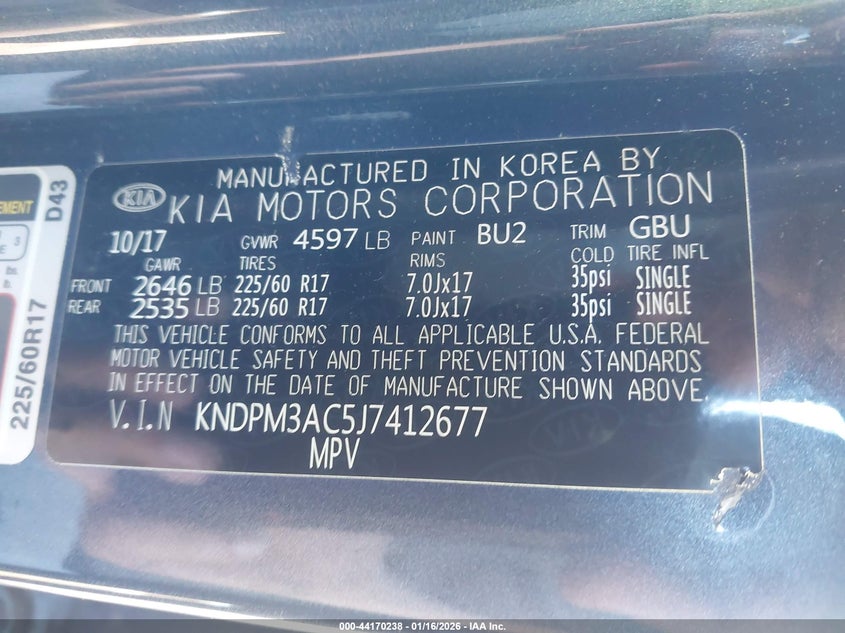 MANUFACTURED IN KOREA BY
KIA KIA MOTORS CORPORATION
10/17 GVWR 4597 LB PAINT BU2 TRIM GBU
GAWR TIRES RIMS COLD TIRE INFL
FRONT 2646 LB 225/60 R17 7.0Jx17 35psi SINGLE
REAR 2535 LB 225/60 R17 7.0Jx17 35psi SINGLE
THIS VEHICLE CONFORMS TO ALL APPLICABLE U.S.A. FEDERAL
MOTOR VEHICLE SAFETY AND THEFT PREVENTION STANDARDS
IN EFFECT ON THE DATE OF MANUFACTURE SHOWN ABOVE.
V.I.N KNDPM3AC5J7412677
MPV
D43
3
lbs.
225/60R17
000-44170238 - 01/16/2026 - IAA Inc.